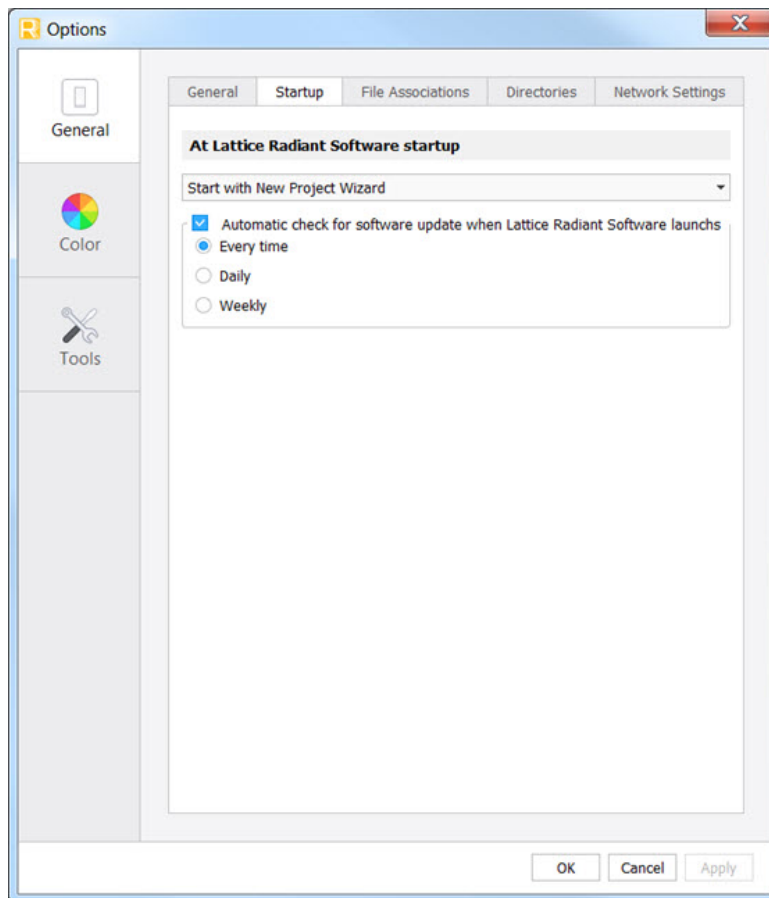 Options
General
Color
Tools
General Startup File Associations Directories Network Settings
At Lattice Radiant Software startup
Start with New Project Wizard
Automatic check for software update when Lattice Radiant Software launchs
Every time
Daily
Weekly
OK Cancel Apply